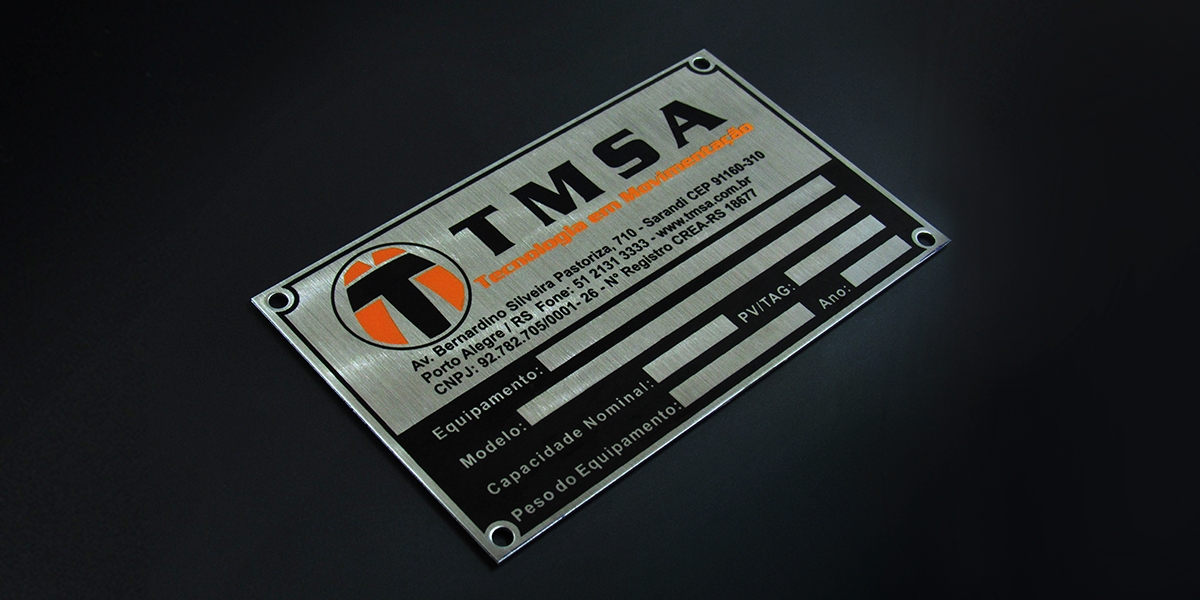 T
TMSA
Tecnologia em Movimentação
Av. Bernardino Silveira Pastoriza, 710 - Sarandi CEP 91160-310
Porto Alegre / RS Fone: 51 2131 3333 - www.tmsa.com.br
CNPJ: 92.782.705/0001- 26 - Nº Registro CREA-RS 18677
Equipamento:
Modelo: PV/TAG:
Capacidade Nominal: Ano:
Peso do Equipamento: